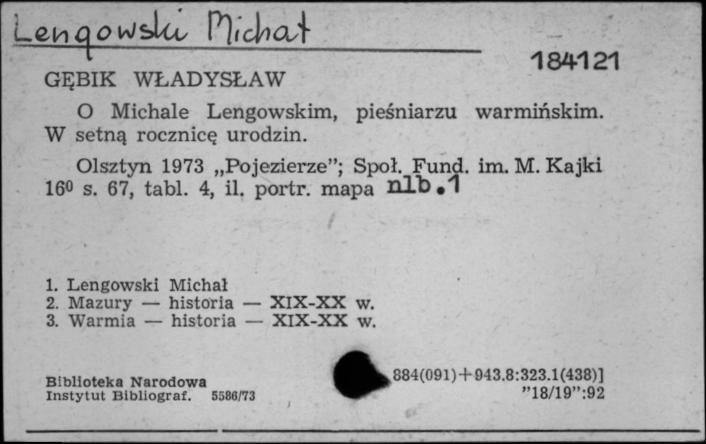 Lengowski Michał
184121
GĘBIK WŁADYSŁAW
O Michale Lengowskim, pieśniarzu warmińskim.
W setną rocznicę urodzin.
Olsztyn 1973 „Pojezierze”; Społ. Fund. im. M. Kajki
16⁰ s. 67, tabl. 4, il. portr. mapa nlb.1
1. Lengowski Michał
2. Mazury — historia — XIX-XX w.
3. Warmia — historia — XIX-XX w.
884(091)+943.8:323.1(438)]
"18/19":92
Biblioteka Narodowa
Instytut Bibliograf. 5586/73